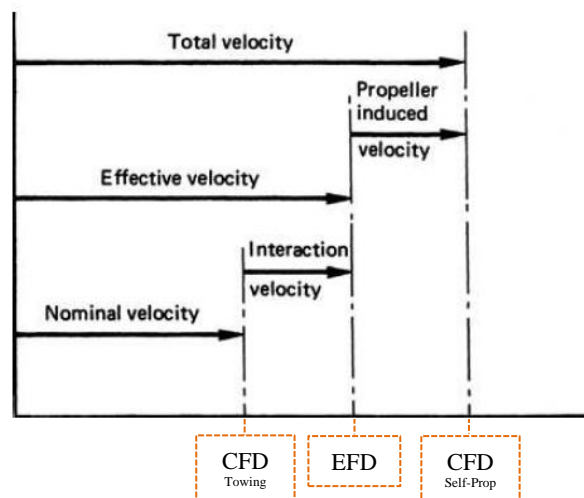 Total velocity
Propeller
induced
velocity
Effective velocity
Interaction
velocity
Nominal velocity
CFD
Towing
EFD
CFD
Self-Prop